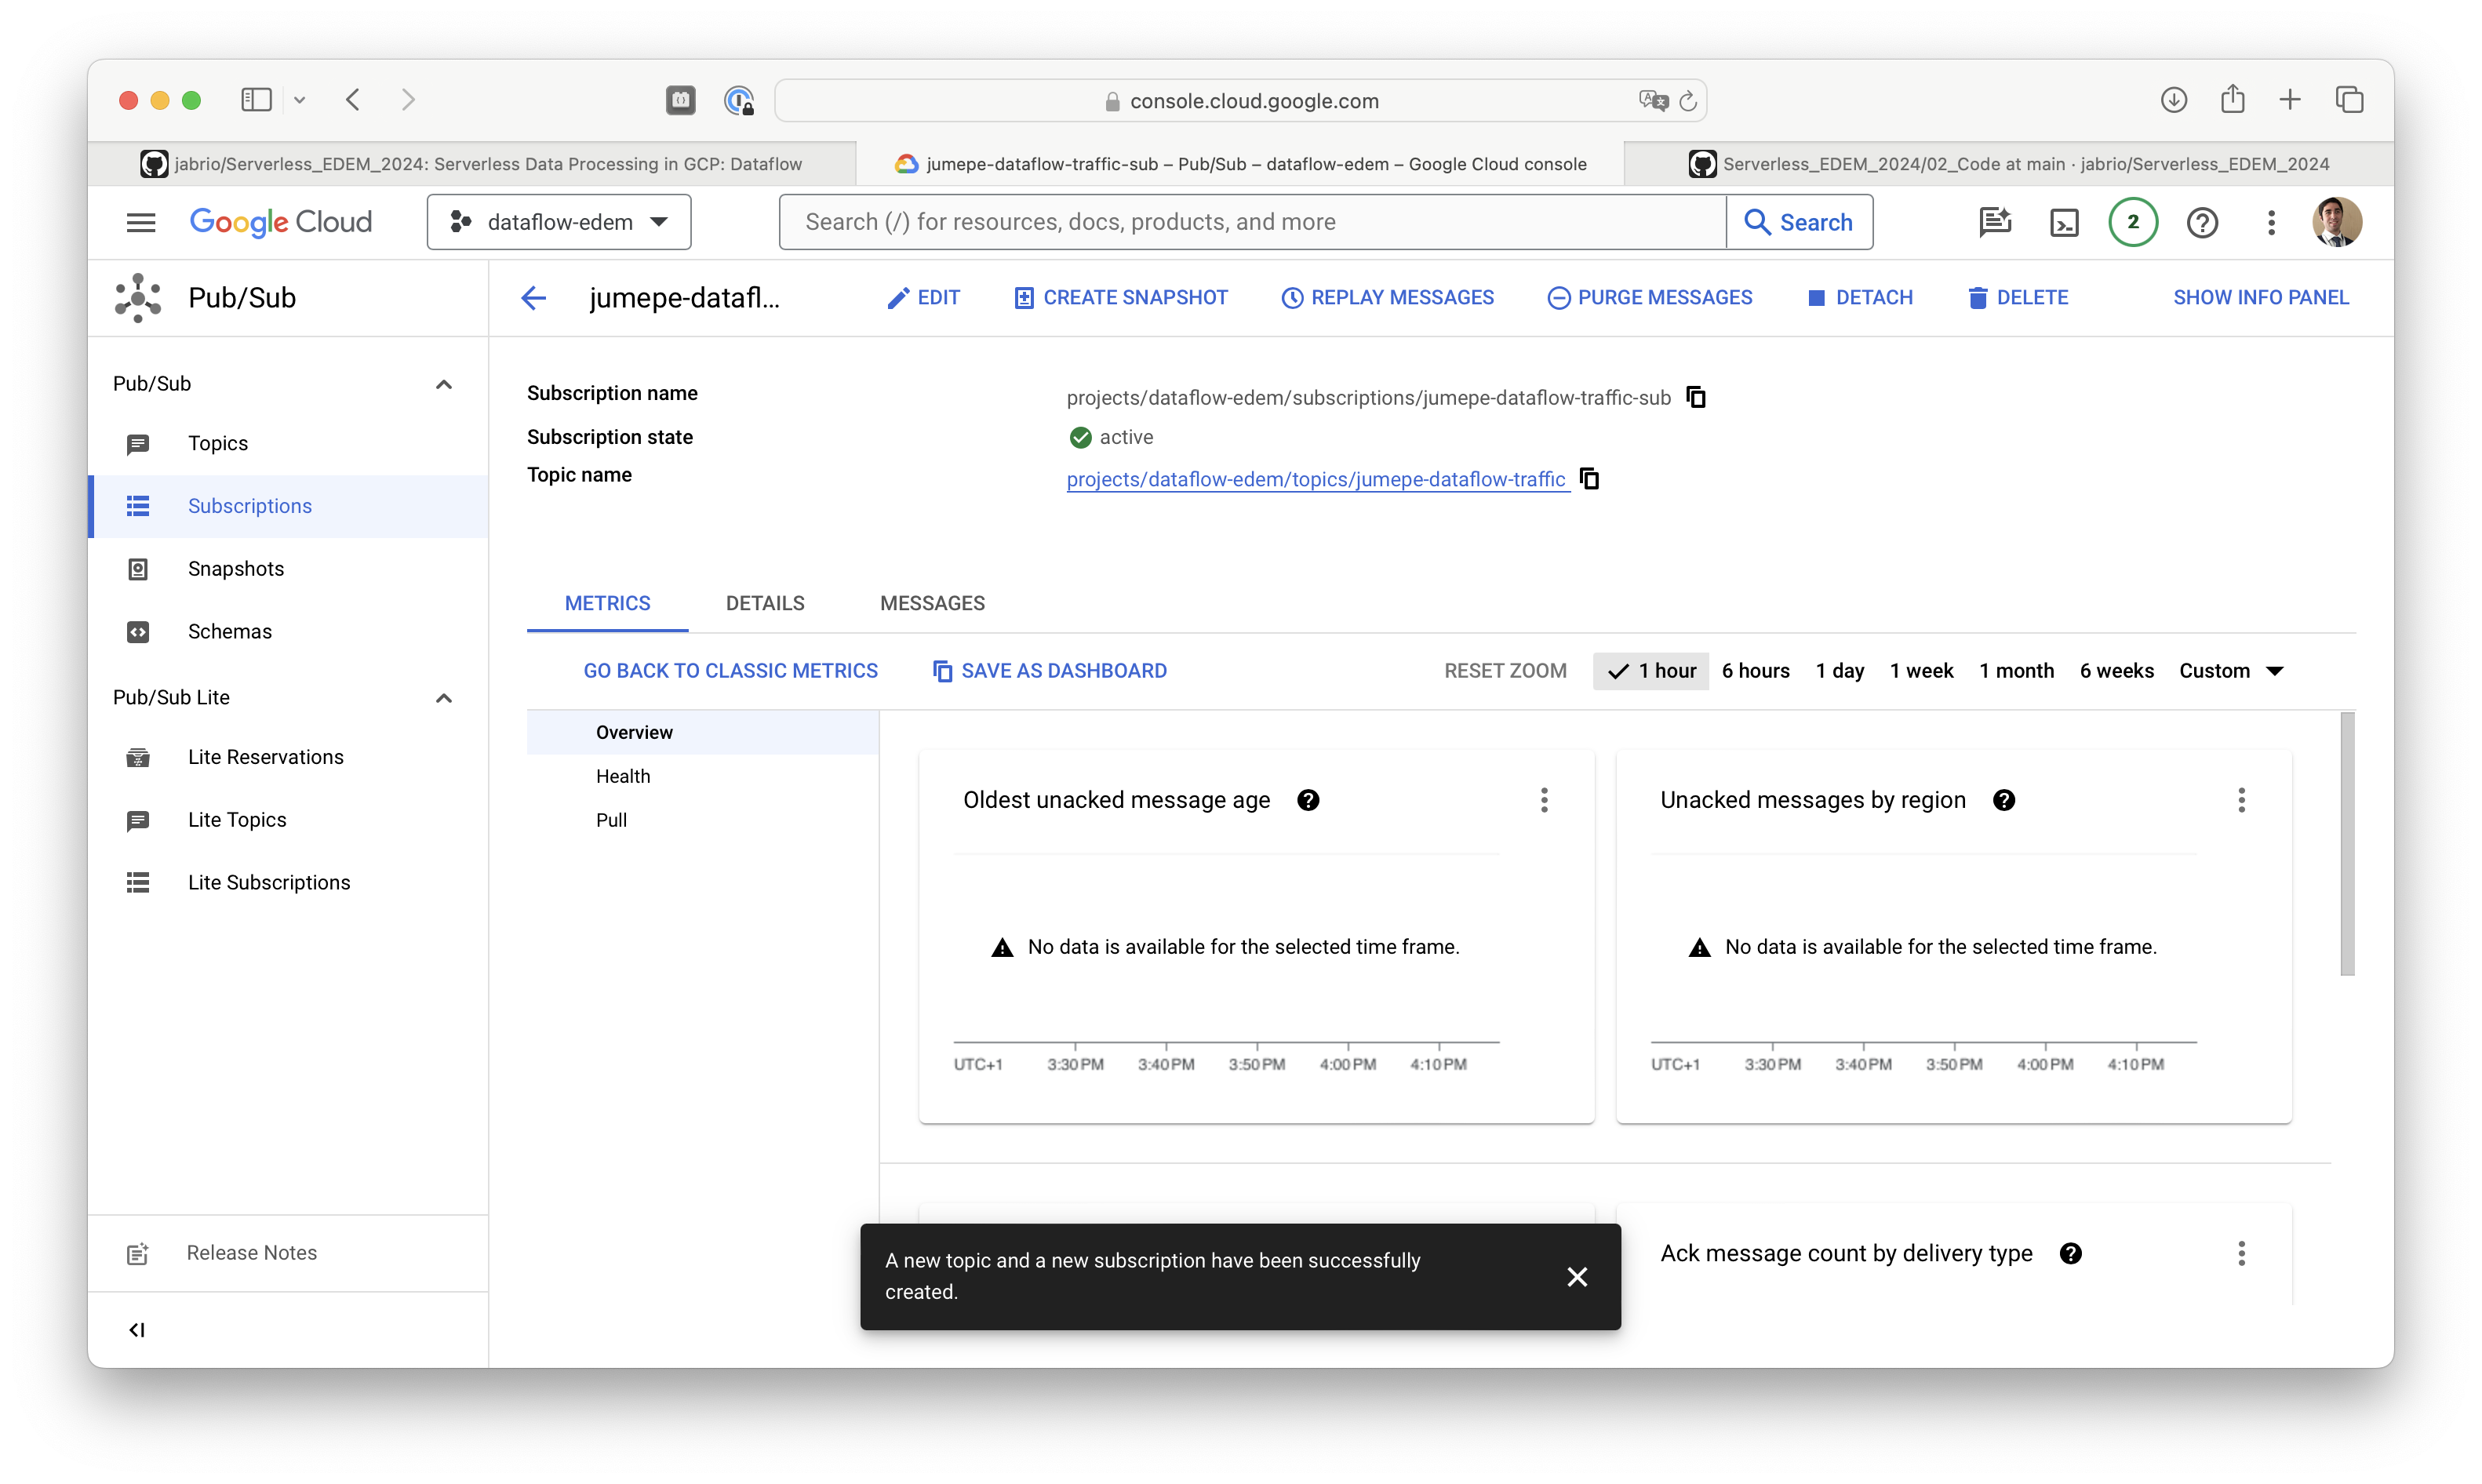 console.cloud.google.com
jabrio/Serverless_EDEM_2024: Serverless Data Processing in GCP: Dataflow
jumepe-dataflow-traffic-sub – Pub/Sub – dataflow-edem – Google Cloud console
Serverless_EDEM_2024/02_Code at main · jabrio/Serverless_EDEM_2024
Google Cloud
dataflow-edem
Search (/) for resources, docs, products, and more
Search
2
Pub/Sub
jumepe-datafl...
EDIT
CREATE SNAPSHOT
REPLAY MESSAGES
PURGE MESSAGES
DETACH
DELETE
SHOW INFO PANEL
Pub/Sub
Topics
Subscriptions
Snapshots
Schemas
Pub/Sub Lite
Lite Reservations
Lite Topics
Lite Subscriptions
Release Notes
Subscription name
projects/dataflow-edem/subscriptions/jumepe-dataflow-traffic-sub
Subscription state
active
Topic name
projects/dataflow-edem/topics/jumepe-dataflow-traffic
METRICS
DETAILS
MESSAGES
GO BACK TO CLASSIC METRICS
SAVE AS DASHBOARD
RESET ZOOM
1 hour
6 hours
1 day
1 week
1 month
6 weeks
Custom
Overview
Health
Pull
Oldest unacked message age
No data is available for the selected time frame.
UTC+1 3:30 PM 3:40 PM 3:50 PM 4:00 PM 4:10 PM
Unacked messages by region
No data is available for the selected time frame.
UTC+1 3:30 PM 3:40 PM 3:50 PM 4:00 PM 4:10 PM
Ack message count by delivery type
A new topic and a new subscription have been successfully
created.